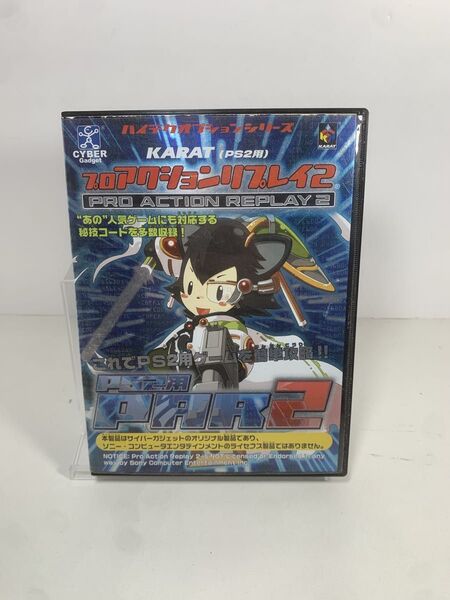 CYBER
Gadget
ハイテクオプションシリーズ
KARAT
KARAT (PS2用)
プロアクションリプレイ2
PRO ACTION REPLAY 2
“あの”人気ゲームにも対応する
秘技コードを多数収録！
これでPS2用ゲームを簡単攻略!!
PS2用
PAR2
本製品はサイバーガジェットのオリジナル製品であり、
ソニー・コンピュータエンタテインメントのライセンス製品ではありません。
NOTICE: Pro Action Replay 2 is NOT Licensed or Endorsed in any
way by Sony Computer Entertainment Inc